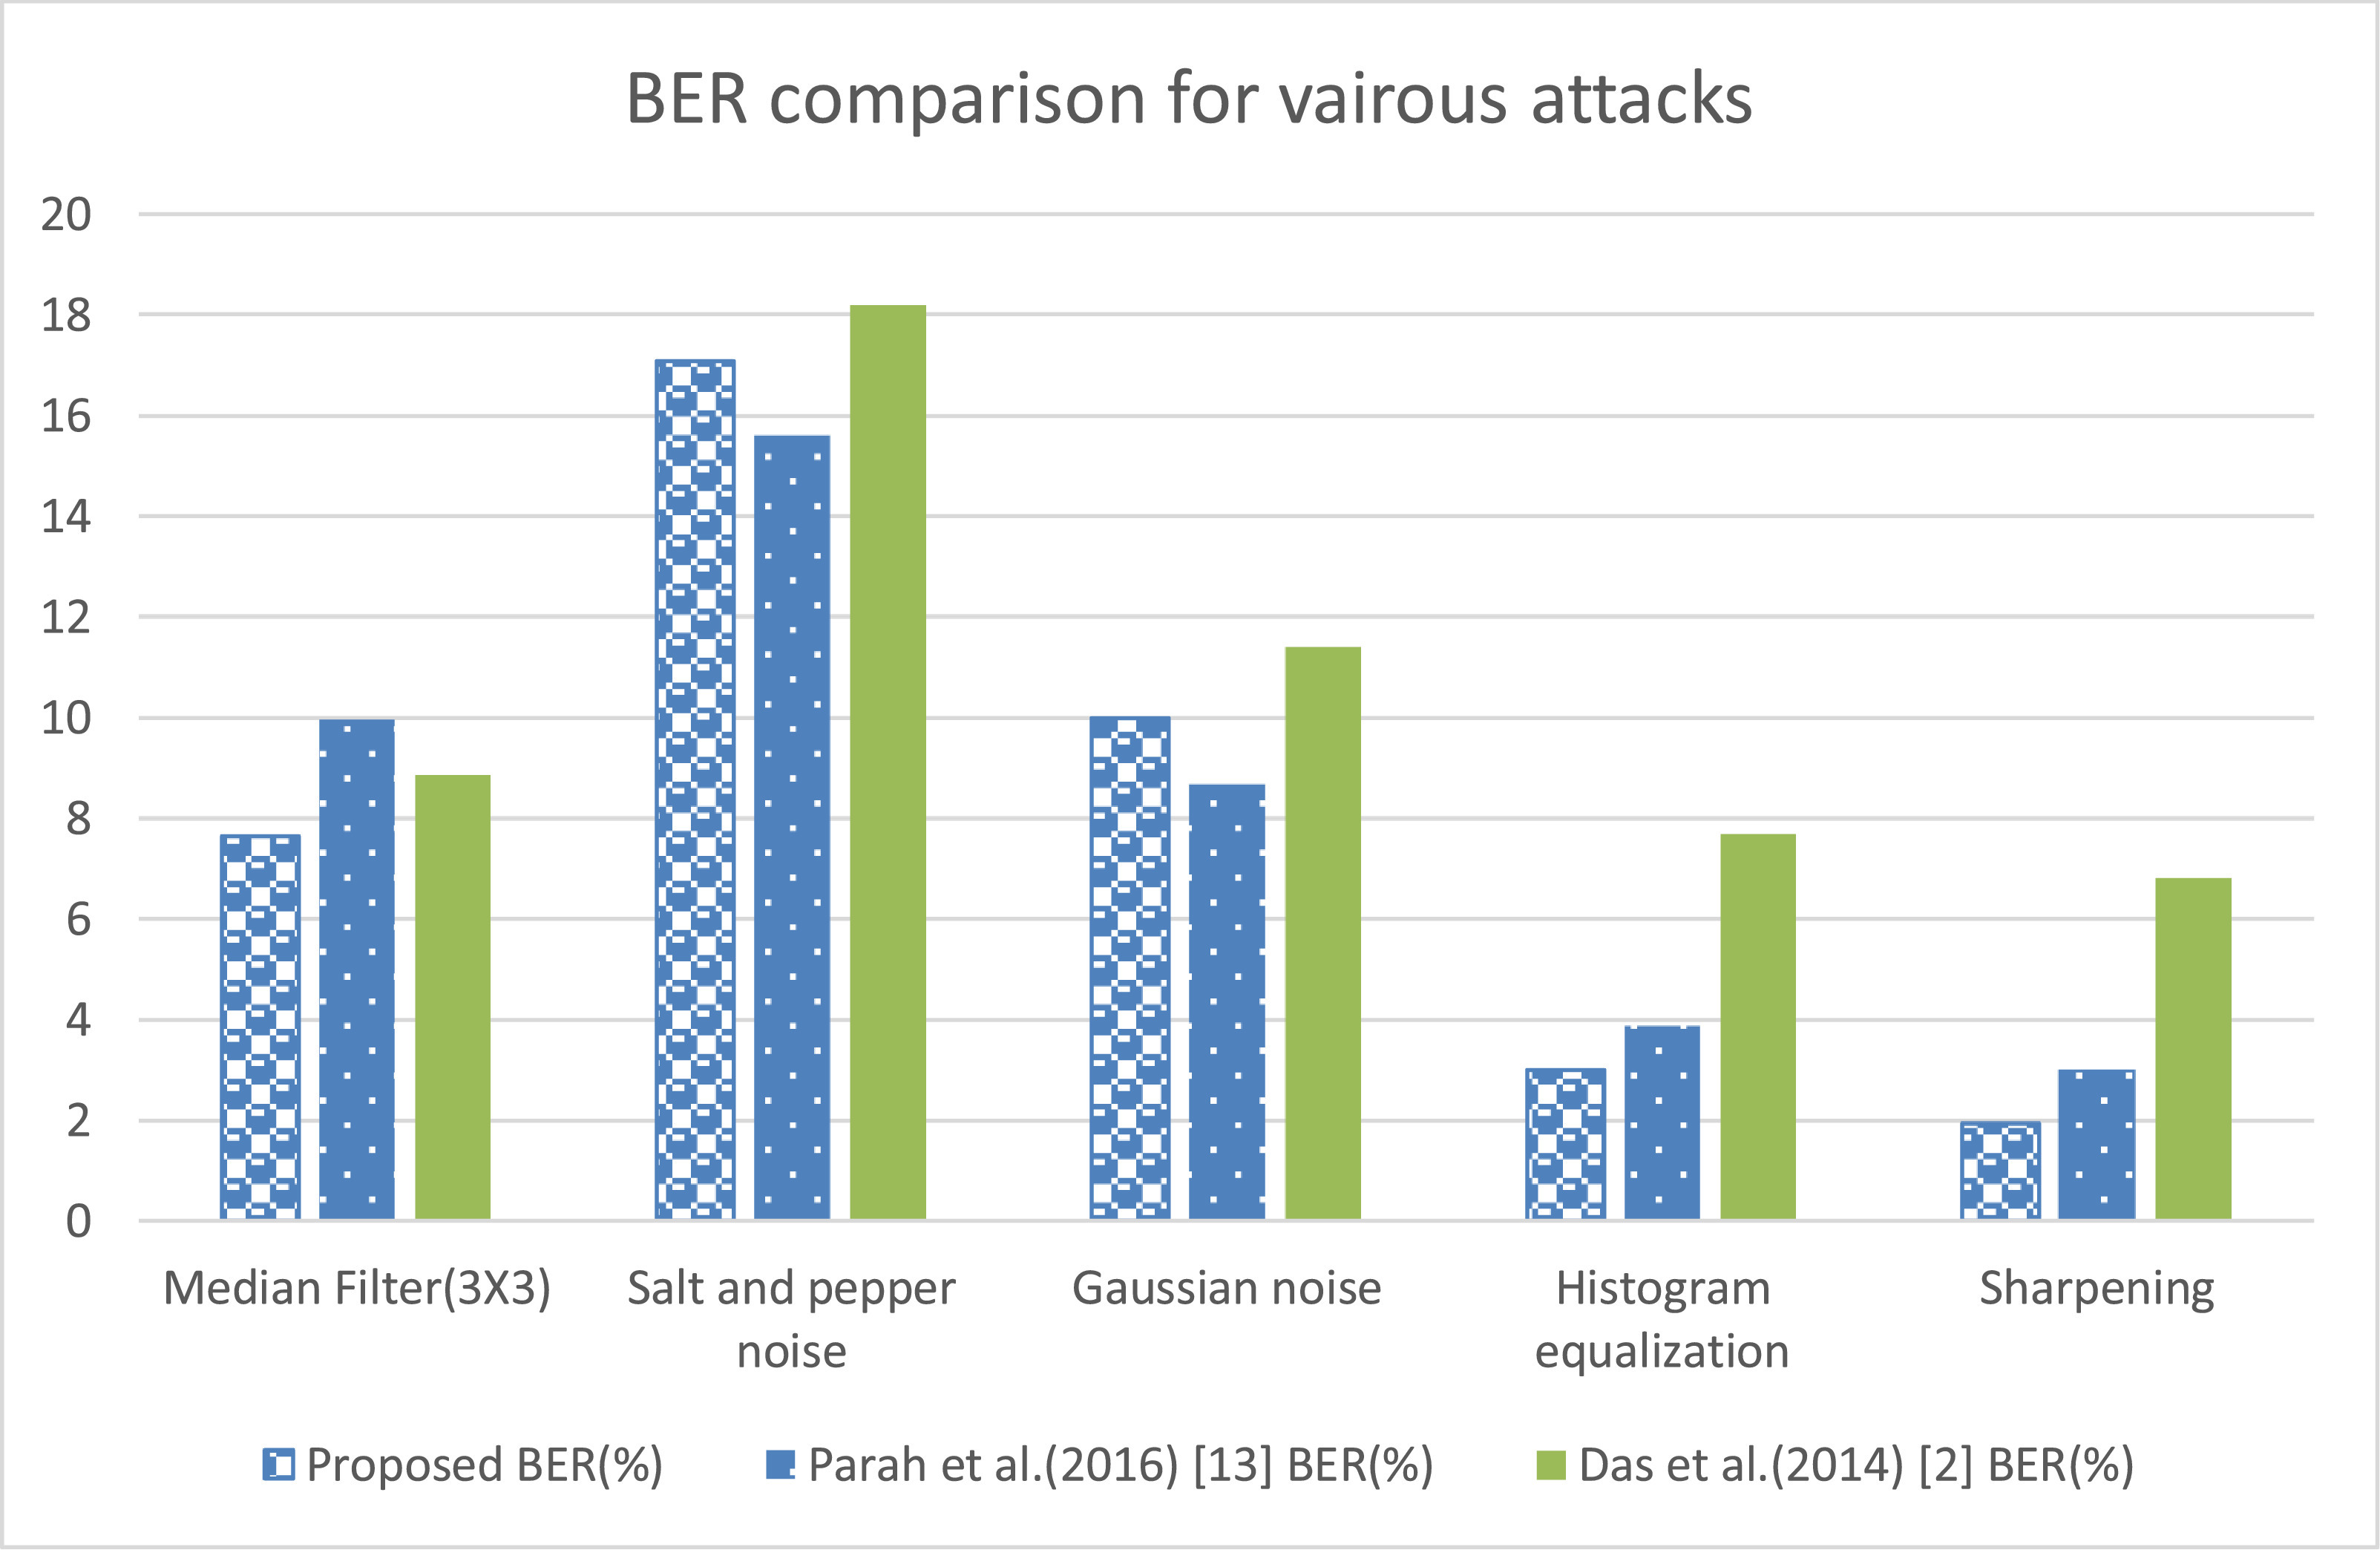 BER comparison for vairous attacks
20
18
16
14
12
10
8
6
4
2
0
Median Filter(3X3)
Salt and pepper
noise
Gaussian noise
Histogram
equalization
Sharpening
Proposed BER(%)
Parah et al.(2016) [13] BER(%)
Das et al.(2014) [2] BER(%)